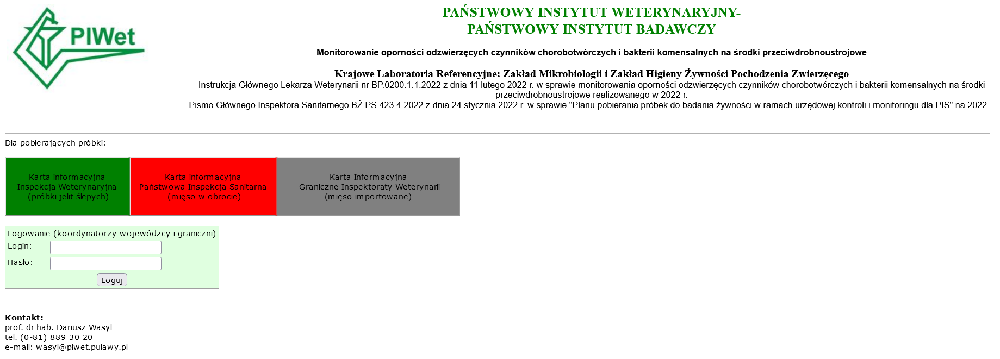 PIWet
PAŃSTWOWY INSTYTUT WETERYNARYJNY-
PAŃSTWOWY INSTYTUT BADAWCZY
Monitorowanie oporności odzwierzęcych czynników chorobotwórczych i bakterii komensalnych na środki przeciwdrobnoustrojowe
Krajowe Laboratoria Referencyjne: Zakład Mikrobiologii i Zakład Higieny Żywności Pochodzenia Zwierzęcego
Instrukcja Głównego Lekarza Weterynarii nr BP.0200.1.1.2022 z dnia 11 lutego 2022 r. w sprawie monitorowania oporności odzwierzęcych czynników chorobotwórczych i bakterii komensalnych na środki
przeciwdrobnoustrojowe realizowanego w 2022 r.
Pismo Głównego Inspektora Sanitarnego BŻ.PS.423.4.2022 z dnia 24 stycznia 2022 r. w sprawie "Planu pobierania próbek do badania żywności w ramach urzędowej kontroli i monitoringu dla PIS" na 2022
Dla pobierających próbki:
Karta informacyjna
Inspekcja Weterynaryjna
(próbki jelit ślepych)
Karta informacyjna
Państwowa Inspekcja Sanitarna
(mięso w obrocie)
Karta Informacyjna
Graniczne Inspektoraty Weterynarii
(mięso importowane)
Logowanie (koordynatorzy wojewódzcy i graniczni)
Login:
Hasło:
Loguj
Kontakt:
prof. dr hab. Dariusz Wasyl
tel. (0-81) 889 30 20
e-mail: wasyl@piwet.pulawy.pl